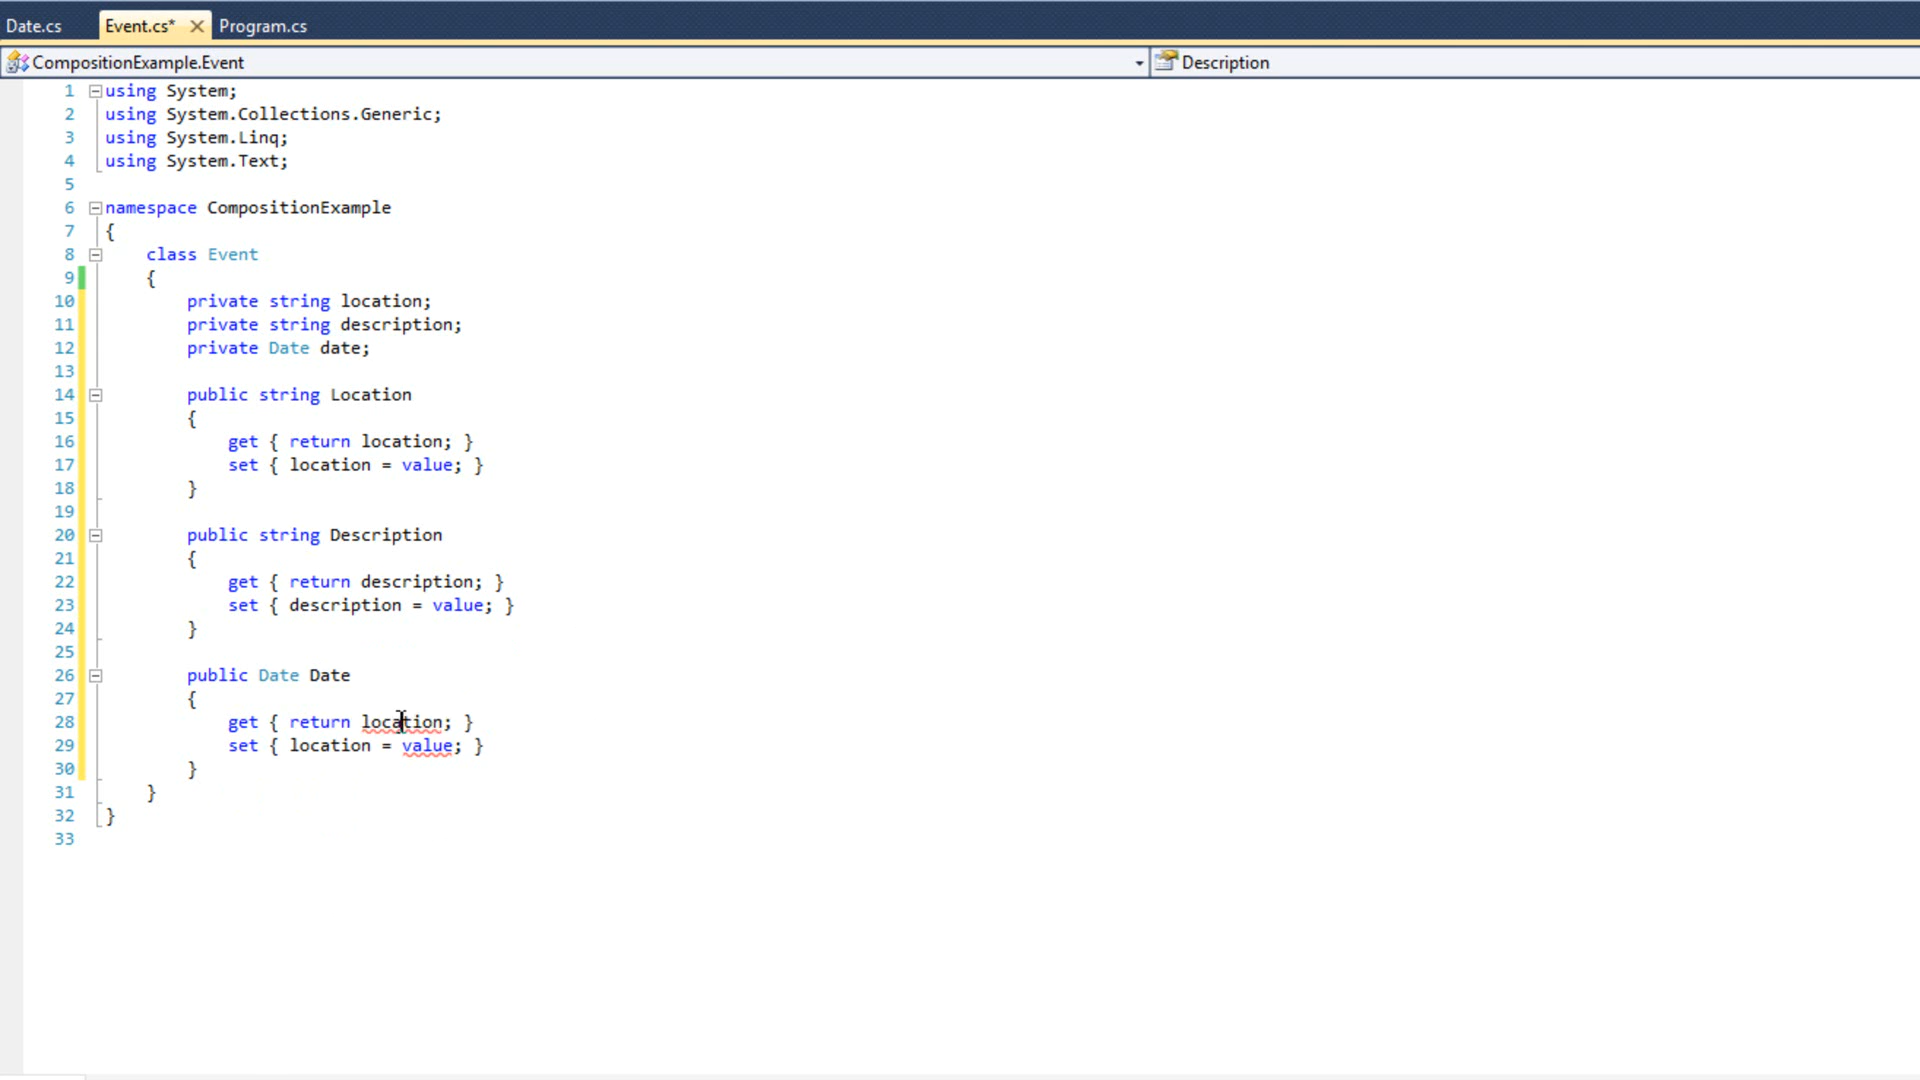 Date.cs Event.cs* Program.cs
CompositionExample.Event Description
1 using System;
2 using System.Collections.Generic;
3 using System.Linq;
4 using System.Text;
5
6 namespace CompositionExample
7 {
8 class Event
9 {
10 private string location;
11 private string description;
12 private Date date;
13
14 public string Location
15 {
16 get { return location; }
17 set { location = value; }
18 }
19
20 public string Description
21 {
22 get { return description; }
23 set { description = value; }
24 }
25
26 public Date Date
27 {
28 get { return location; }
29 set { location = value; }
30 }
31 }
32 }
33